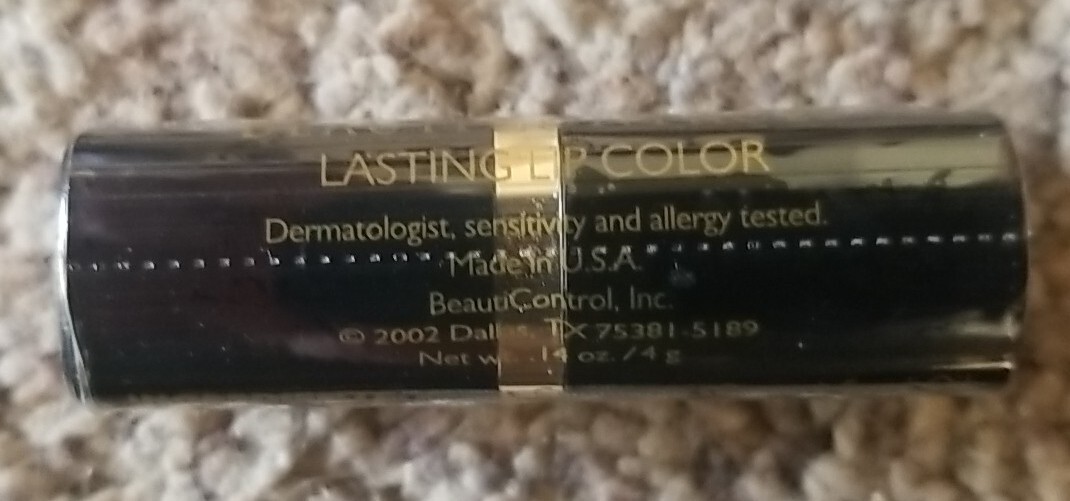 LASTING LIP COLOR
Dermatologist, sensitivity and allergy tested.
Made in U.S.A.
BeautiControl, Inc.
© 2002 Dallas, TX 75381-5189
Net wt. .14 oz. / 4 g